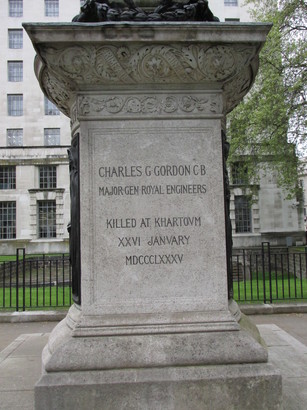 CHARLES G GORDON C B
MAJOR-GEN ROYAL ENGINEERS
KILLED AT KHARTOVM
XXVI JANVARY
MDCCCLXXXV